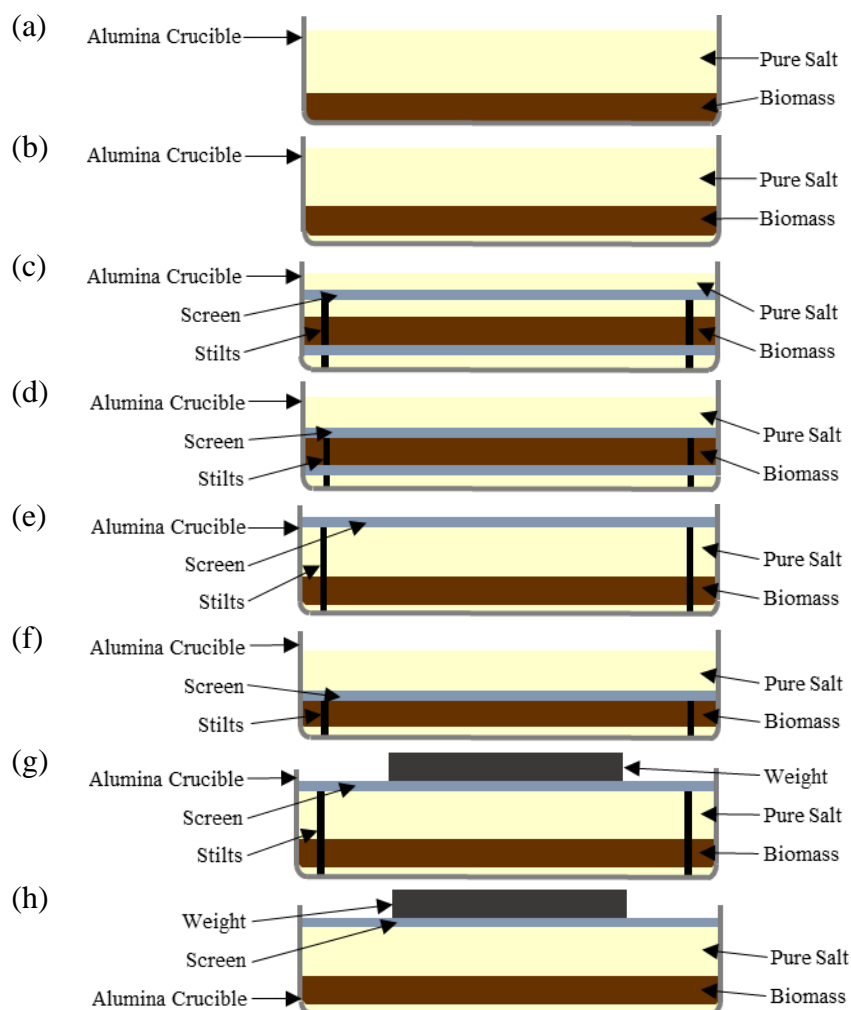 (a)
Alumina Crucible
Pure Salt
Biomass
(b)
Alumina Crucible
Pure Salt
Biomass
(c)
Alumina Crucible
Screen
Stilts
Pure Salt
Biomass
(d)
Alumina Crucible
Screen
Stilts
Pure Salt
Biomass
(e)
Alumina Crucible
Screen
Stilts
Pure Salt
Biomass
(f)
Alumina Crucible
Screen
Stilts
Pure Salt
Biomass
(g)
Alumina Crucible
Screen
Stilts
Weight
Pure Salt
Biomass
(h)
Weight
Screen
Alumina Crucible
Pure Salt
Biomass